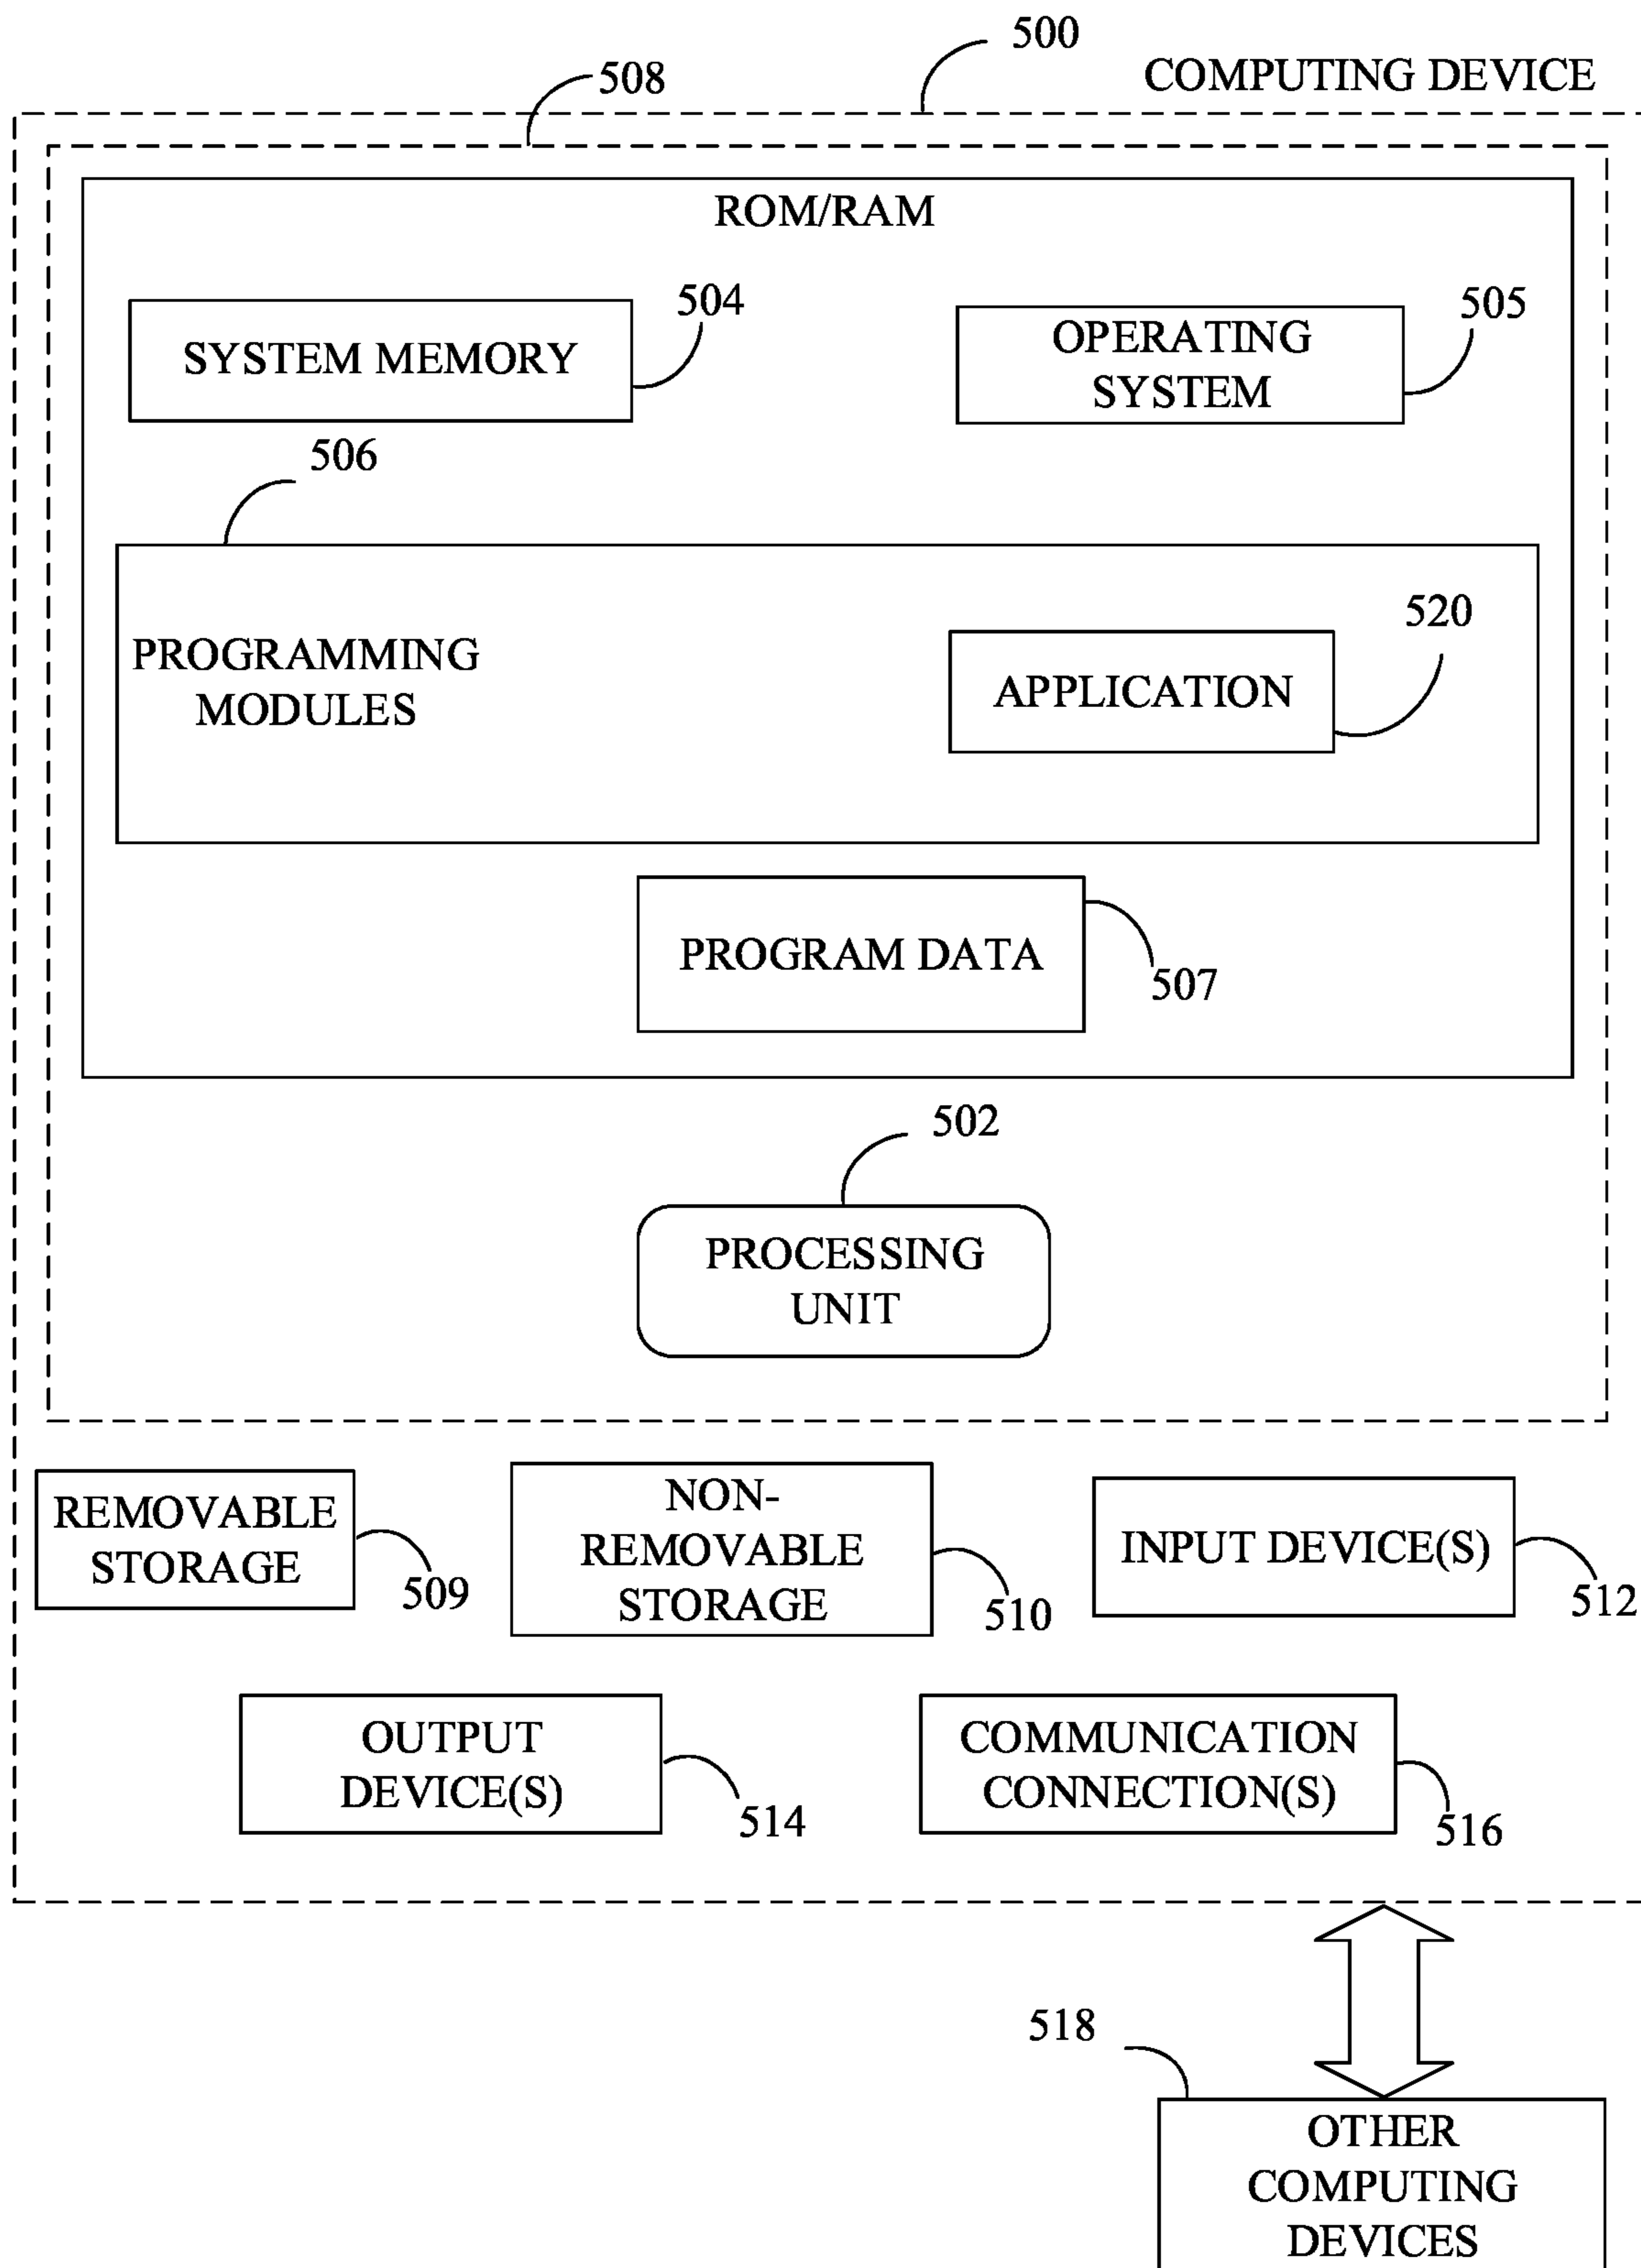 500
COMPUTING DEVICE
508
ROM/RAM
504
SYSTEM MEMORY
505
OPERATING
SYSTEM
506
PROGRAMMING
MODULES
520
APPLICATION
PROGRAM DATA
507
502
PROCESSING
UNIT
REMOVABLE
STORAGE
509
NON-
REMOVABLE
STORAGE
510
INPUT DEVICE(S)
512
OUTPUT
DEVICE(S)
514
COMMUNICATION
CONNECTION(S)
516
518
OTHER
COMPUTING
DEVICES